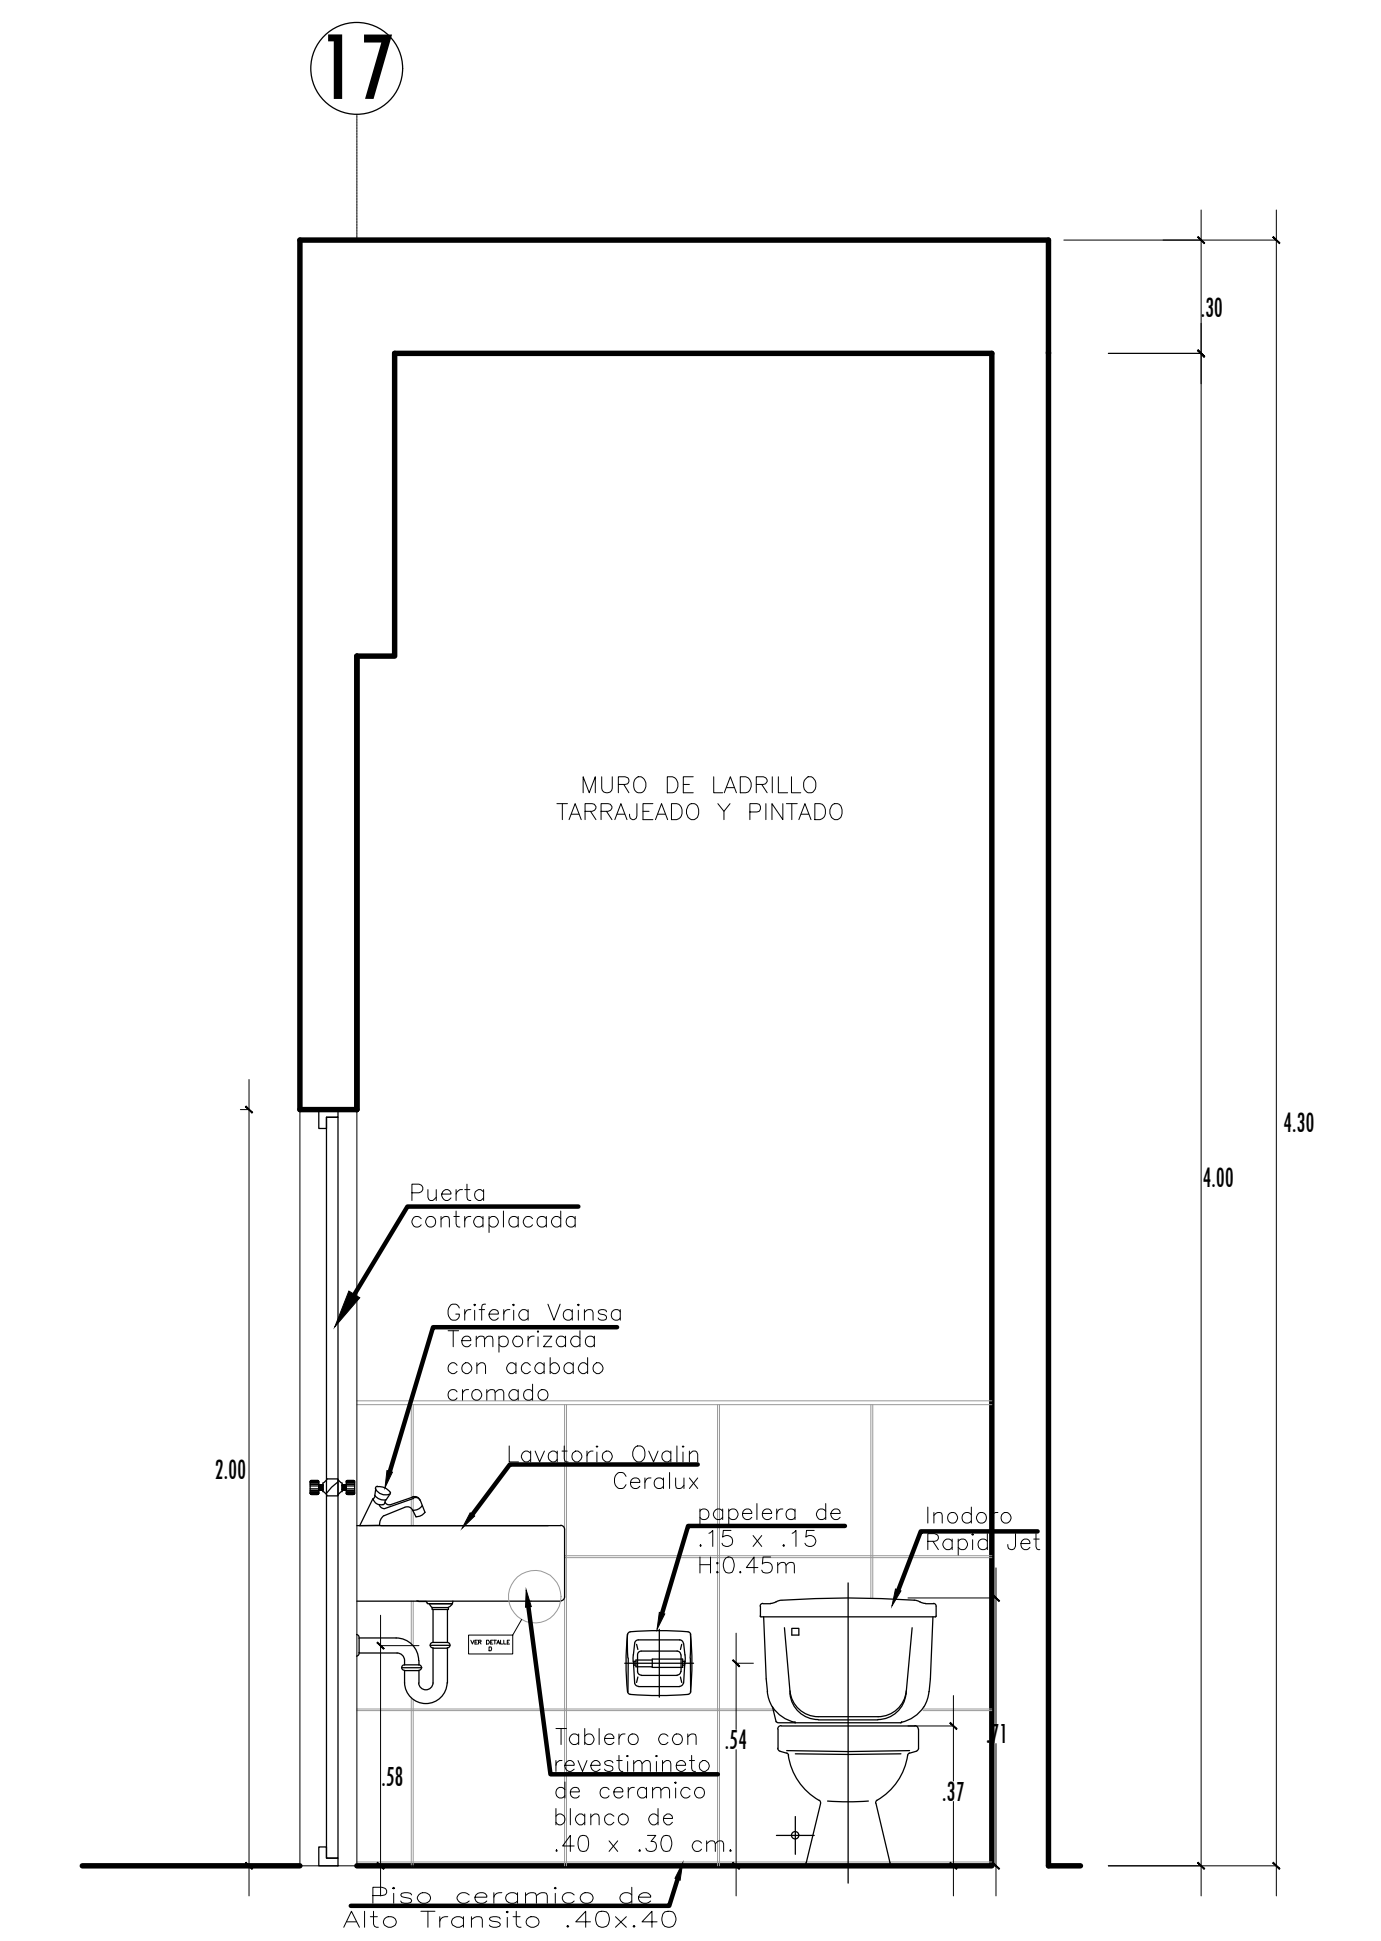 17
.30
MURO DE LADRILLO
TARRAJEADO Y PINTADO
4.30
4.00
Puerta
contraplacada
Griferia Vainsa
Temporizada
con acabado
cromado
2.00
Lavatorio Ovalin
Ceralux
papelera de
.15 x .15
H:0.45m
Inodoro
Rapid Jet
VER DETALLE
D
Tablero con
revestimineto
de ceramico
blanco de
.40 x .30 cm.
.54
.71
.58
.37
Piso ceramico de
Alto Transito .40x.40